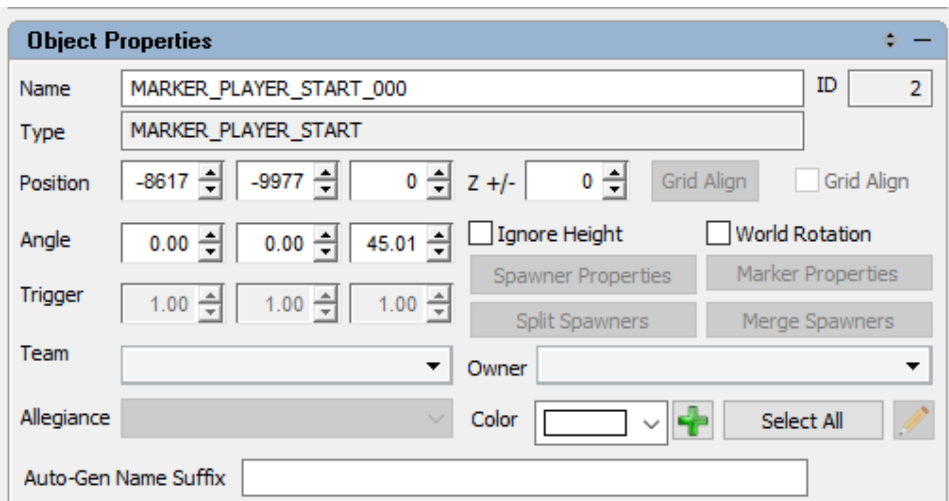 Object Properties
Name MARKER_PLAYER_START_000 ID 2
Type MARKER_PLAYER_START
Position -8617 -9977 0 Z +/- 0 Grid Align Grid Align
Angle 0.00 0.00 45.01 Ignore Height World Rotation
Spawner Properties Marker Properties
Trigger 1.00 1.00 1.00
Split Spawners Merge Spawners
Team Owner
Allegiance Color Select All
Auto-Gen Name Suffix